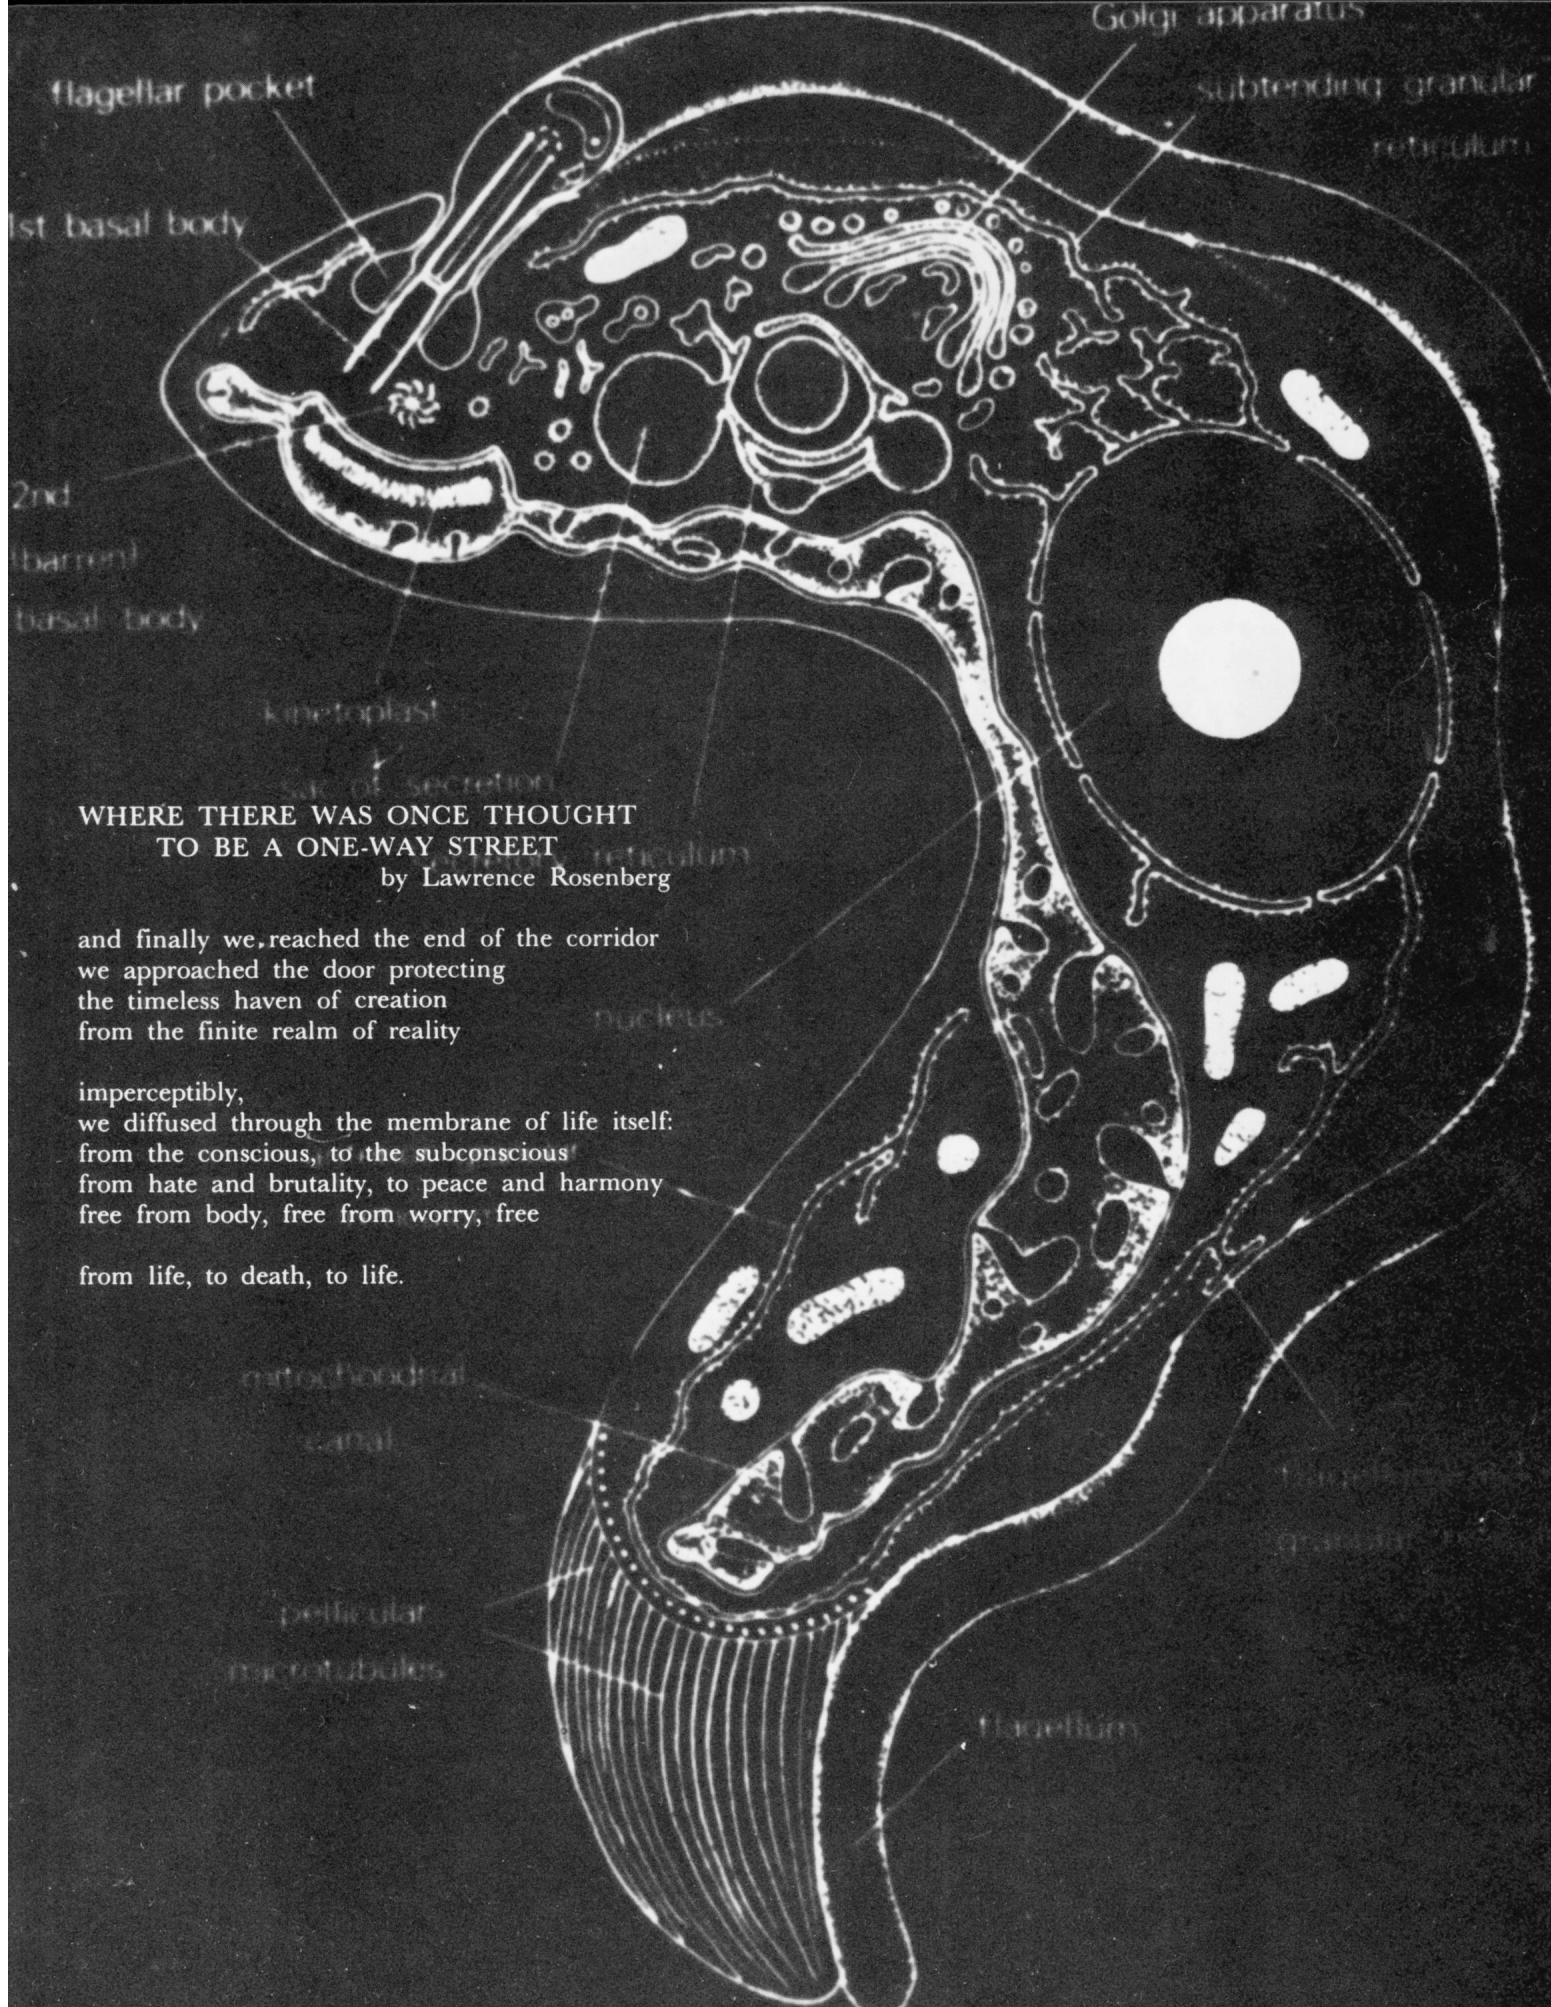 Golgi apparatus
flagellar pocket
subtending granular
reticulum
1st basal body
2nd
(barren)
basal body
kinetoplast
sac of secretion
WHERE THERE WAS ONCE THOUGHT
TO BE A ONE-WAY STREET
reticulum
by Lawrence Rosenberg
and finally we reached the end of the corridor
we approached the door protecting
the timeless haven of creation
from the finite realm of reality
nucleus
imperceptibly,
we diffused through the membrane of life itself:
from the conscious, to the subconscious
from hate and brutality, to peace and harmony
free from body, free from worry, free
from life, to death, to life.
mitochondrial
canal
pellicular
microtubules
flagellum